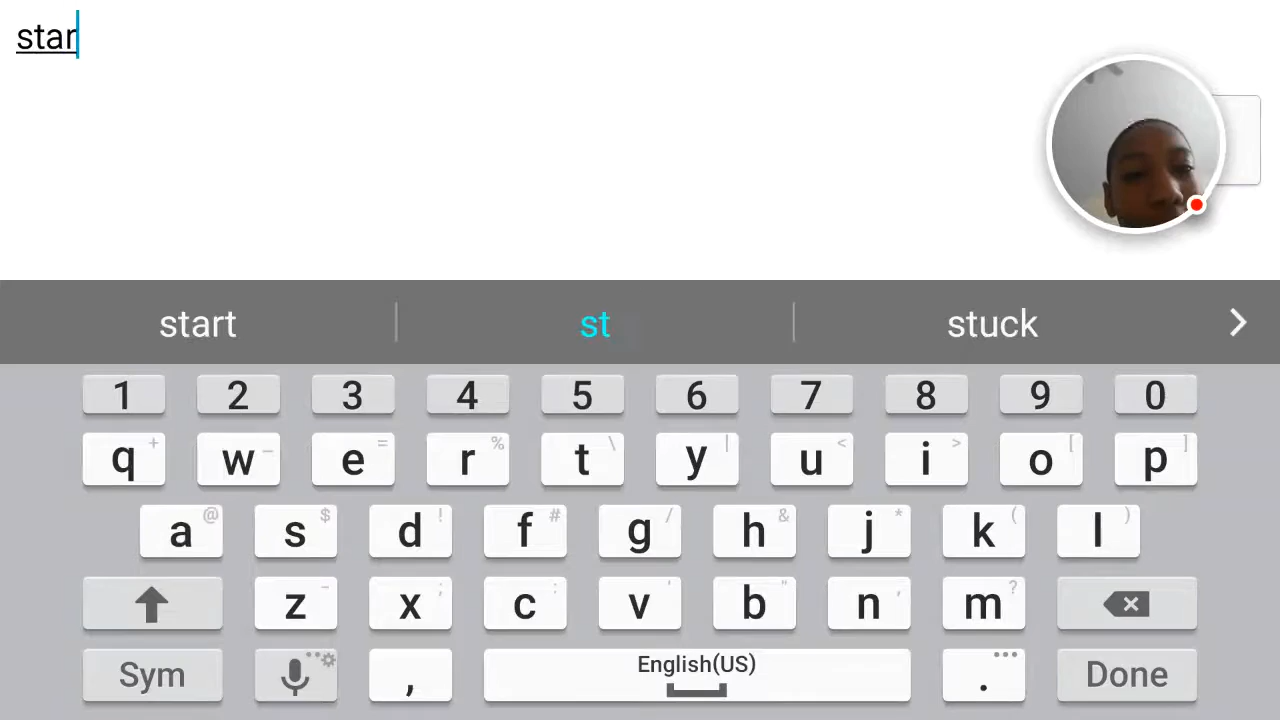 star
start st stuck
1 2 3 4 5 6 7 8 9 0
q + w - e = r % t \ y | u < i > o [ p ]
a @ s $ d ! f # g / h & j * k ( l )
z - x ; c : v ' b " n , m ?
Sym , English(US) . Done